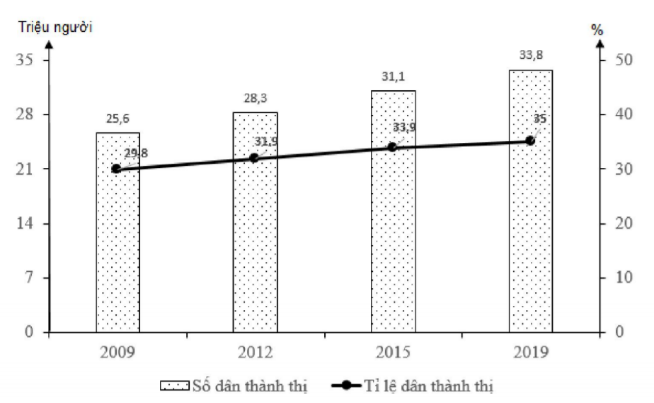 Triệu người %
35 33,8 50
31,1
28 28,3 40
25,6
29,8 31,9 33,9 35
21 30
14 20
7 10
0 0
2009 2012 2015 2019
Số dân thành thị Tỉ lệ dân thành thị